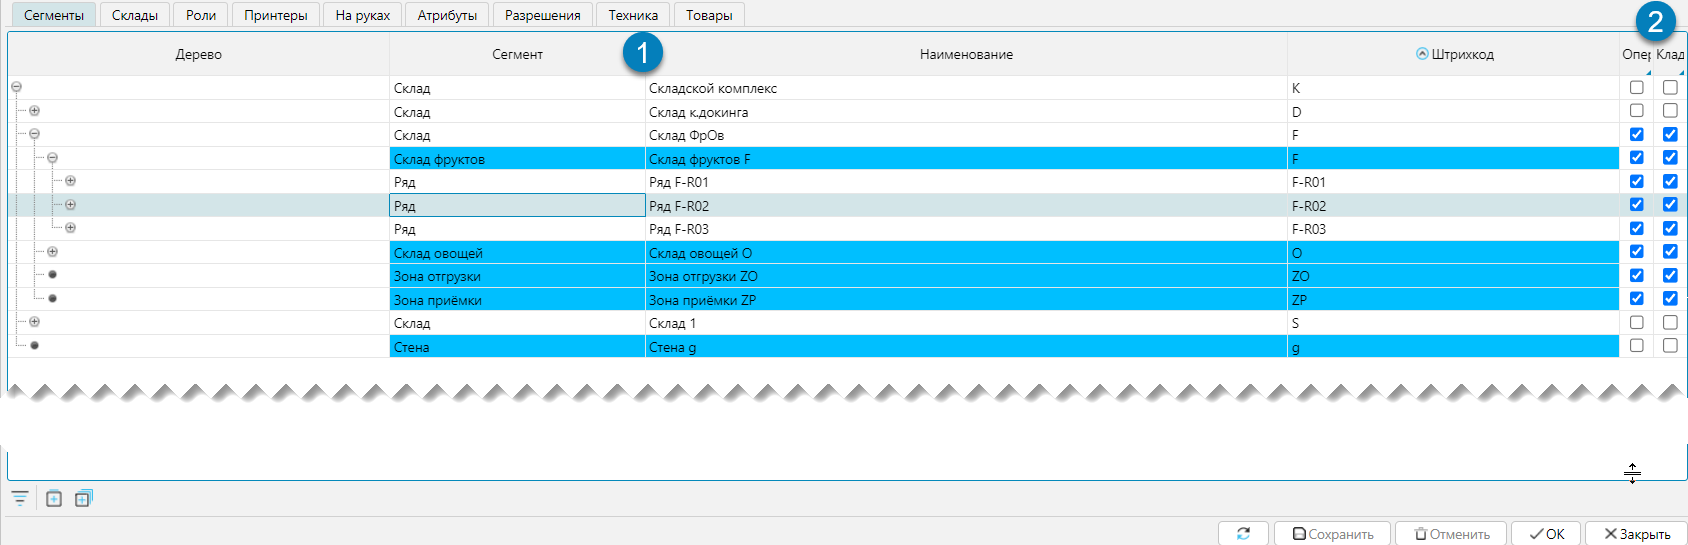 Сегменты Склады Роли Принтеры На руках Атрибуты Разрешения Техника Товары
1 2
Дерево Сегмент Наименование Штрихкод Опер Клад
Склад Складской комплекс K
Склад Склад к.докинга D
Склад Склад ФрОв F
Склад фруктов Склад фруктов F F
Ряд Ряд F-R01 F-R01
Ряд Ряд F-R02 F-R02
Ряд Ряд F-R03 F-R03
Склад овощей Склад овощей O O
Зона отгрузки Зона отгрузки ZO ZO
Зона приёмки Зона приёмки ZP ZP
Склад Склад 1 S
Стена Стена g g
Сохранить Отменить OK Закрыть